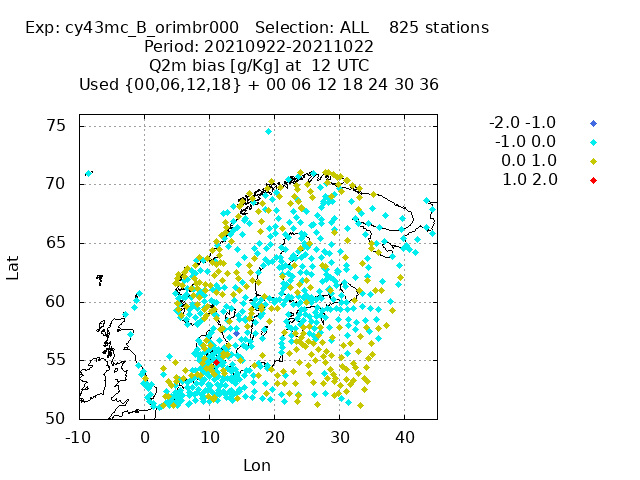 Exp: cy43mc_B_orimbr000   Selection: ALL    825 stations
Period: 20210922-20211022
Q2m bias [g/Kg] at  12 UTC
Used {00,06,12,18} + 00 06 12 18 24 30 36
-2.0 -1.0
-1.0 0.0
0.0 1.0
1.0 2.0
75
70
65
60
55
50
Lat
-10 0 10 20 30 40
Lon